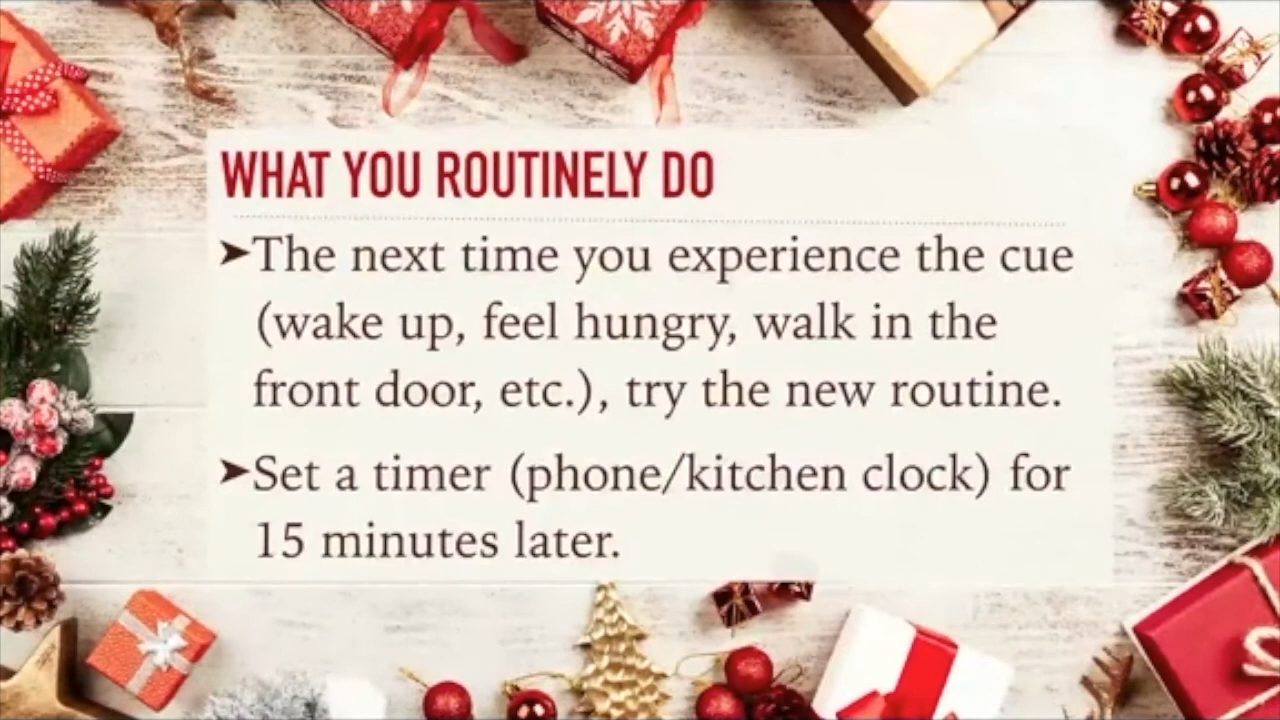 WHAT YOU ROUTINELY DO
➤The next time you experience the cue
(wake up, feel hungry, walk in the
front door, etc.), try the new routine.
➤Set a timer (phone/kitchen clock) for
15 minutes later.